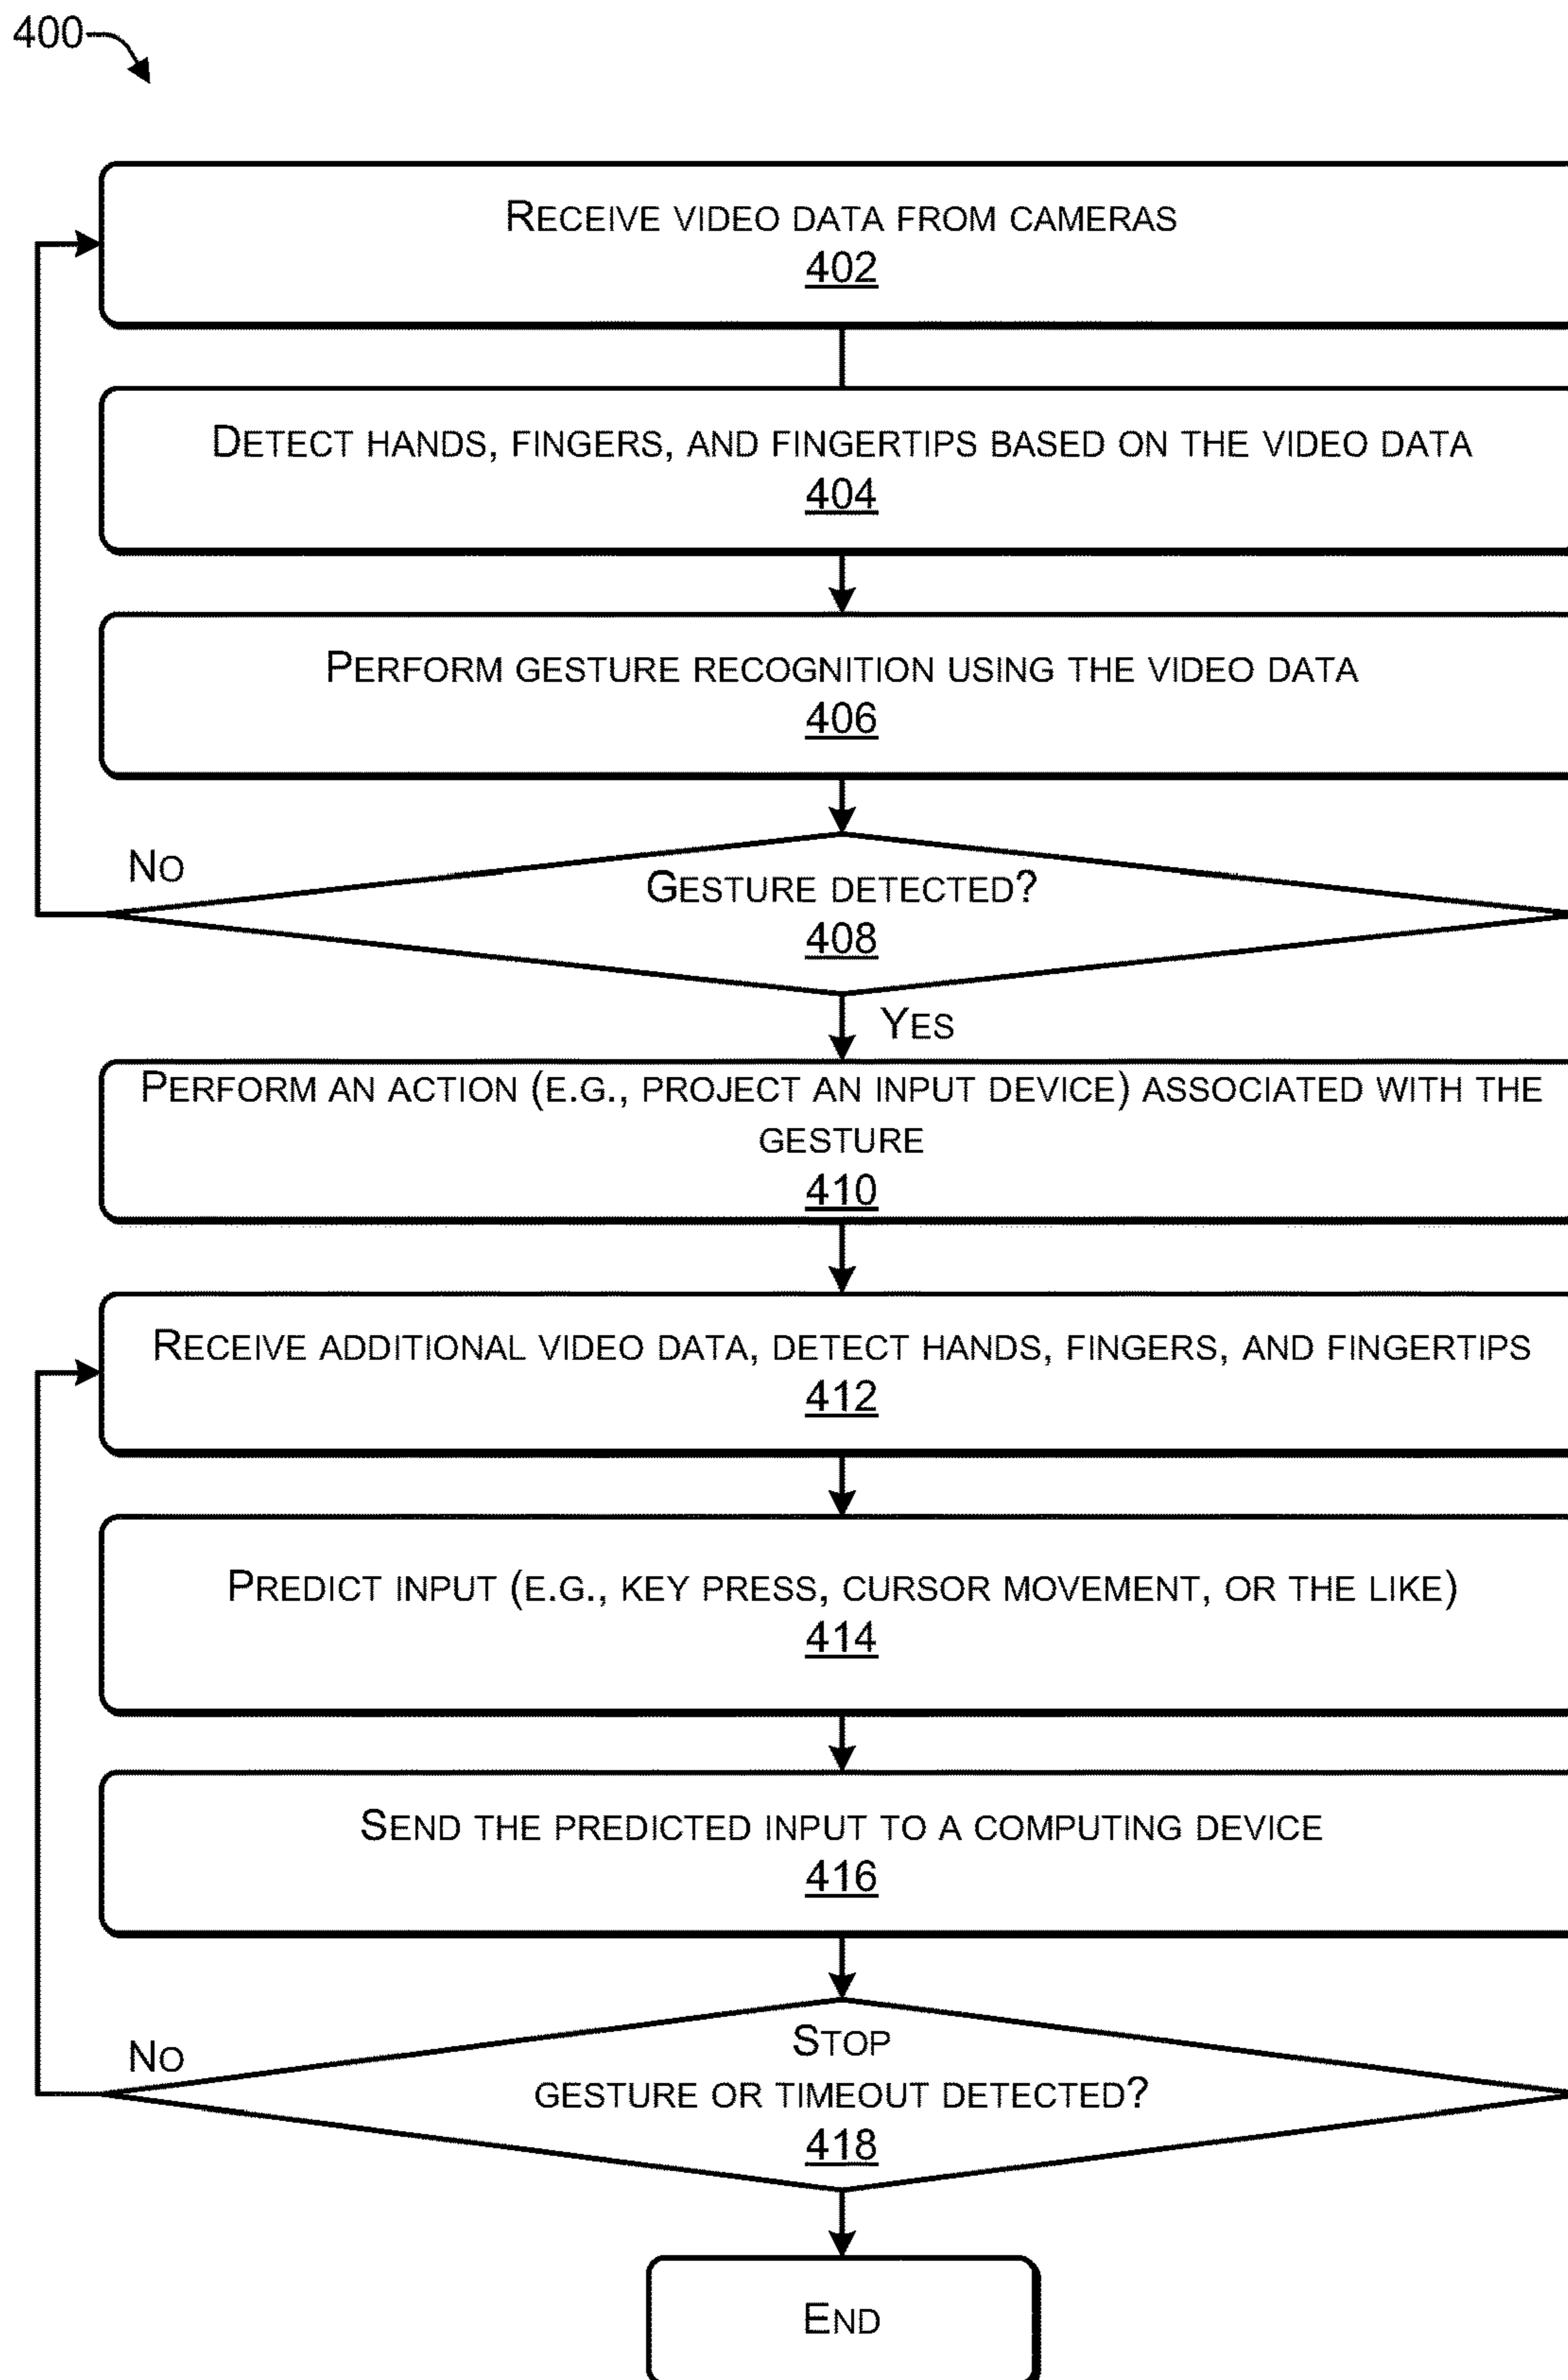 400
RECEIVE VIDEO DATA FROM CAMERAS
402
DETECT HANDS, FINGERS, AND FINGERTIPS BASED ON THE VIDEO DATA
404
PERFORM GESTURE RECOGNITION USING THE VIDEO DATA
406
NO
GESTURE DETECTED?
408
YES
PERFORM AN ACTION (E.G., PROJECT AN INPUT DEVICE) ASSOCIATED WITH THE
GESTURE
410
RECEIVE ADDITIONAL VIDEO DATA, DETECT HANDS, FINGERS, AND FINGERTIPS
412
PREDICT INPUT (E.G., KEY PRESS, CURSOR MOVEMENT, OR THE LIKE)
414
SEND THE PREDICTED INPUT TO A COMPUTING DEVICE
416
NO
STOP
GESTURE OR TIMEOUT DETECTED?
418
END